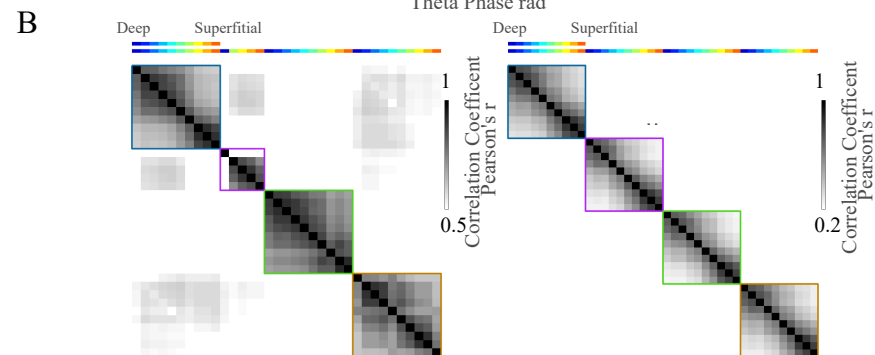 Theta Phase rad
B
Deep Superfitial
Deep Superfitial
1
Correlation Coefficent
Pearson's r
0.5
1
Correlation Coefficent
Pearson's r
0.2